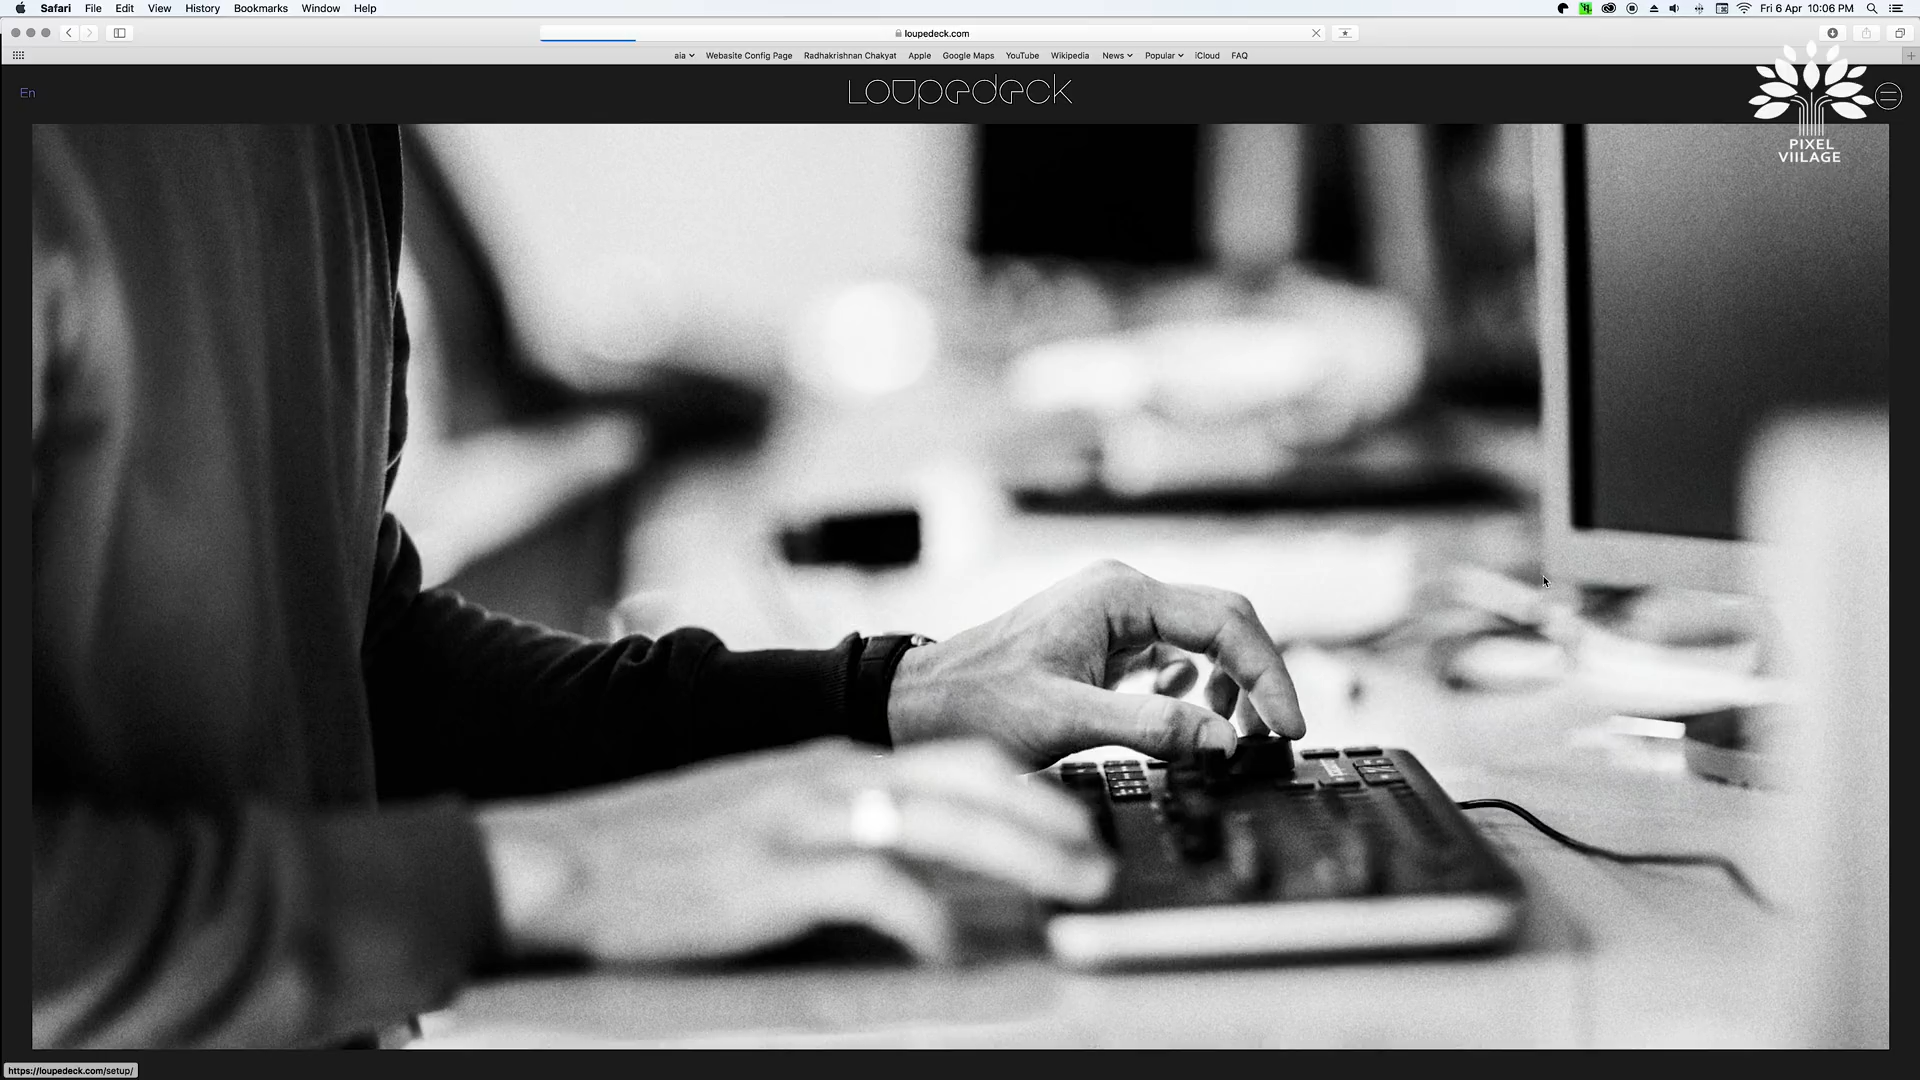 Safari File Edit View History Bookmarks Window Help Fri 6 Apr 10:06 PM
loupedeck.com
aia Webasite Config Page Radhakrishnan Chakyat Apple Google Maps YouTube Wikipedia News Popular iCloud FAQ
En
Loupedeck
PIXEL
VIILAGE
https://loupedeck.com/setup/